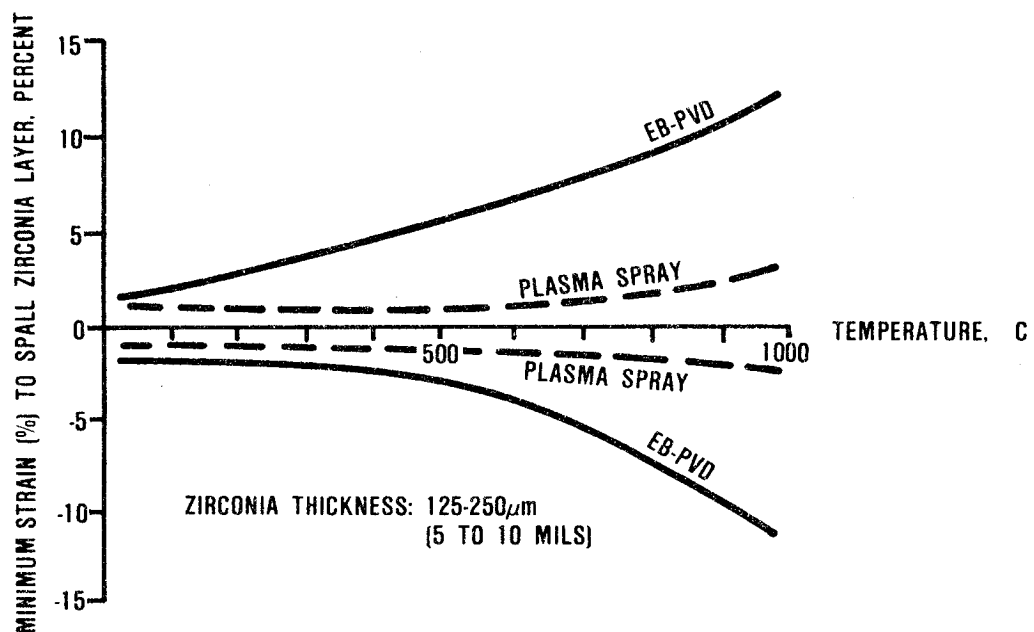 MINIMUM STRAIN (%) TO SPALL ZIRCONIA LAYER, PERCENT
15
10
5
0
0
-5
-10
-15
EB-PVD
PLASMA SPRAY
500
1000
TEMPERATURE, C
PLASMA SPRAY
EB-PVD
ZIRCONIA THICKNESS: 125-250μm
(5 TO 10 MILS)